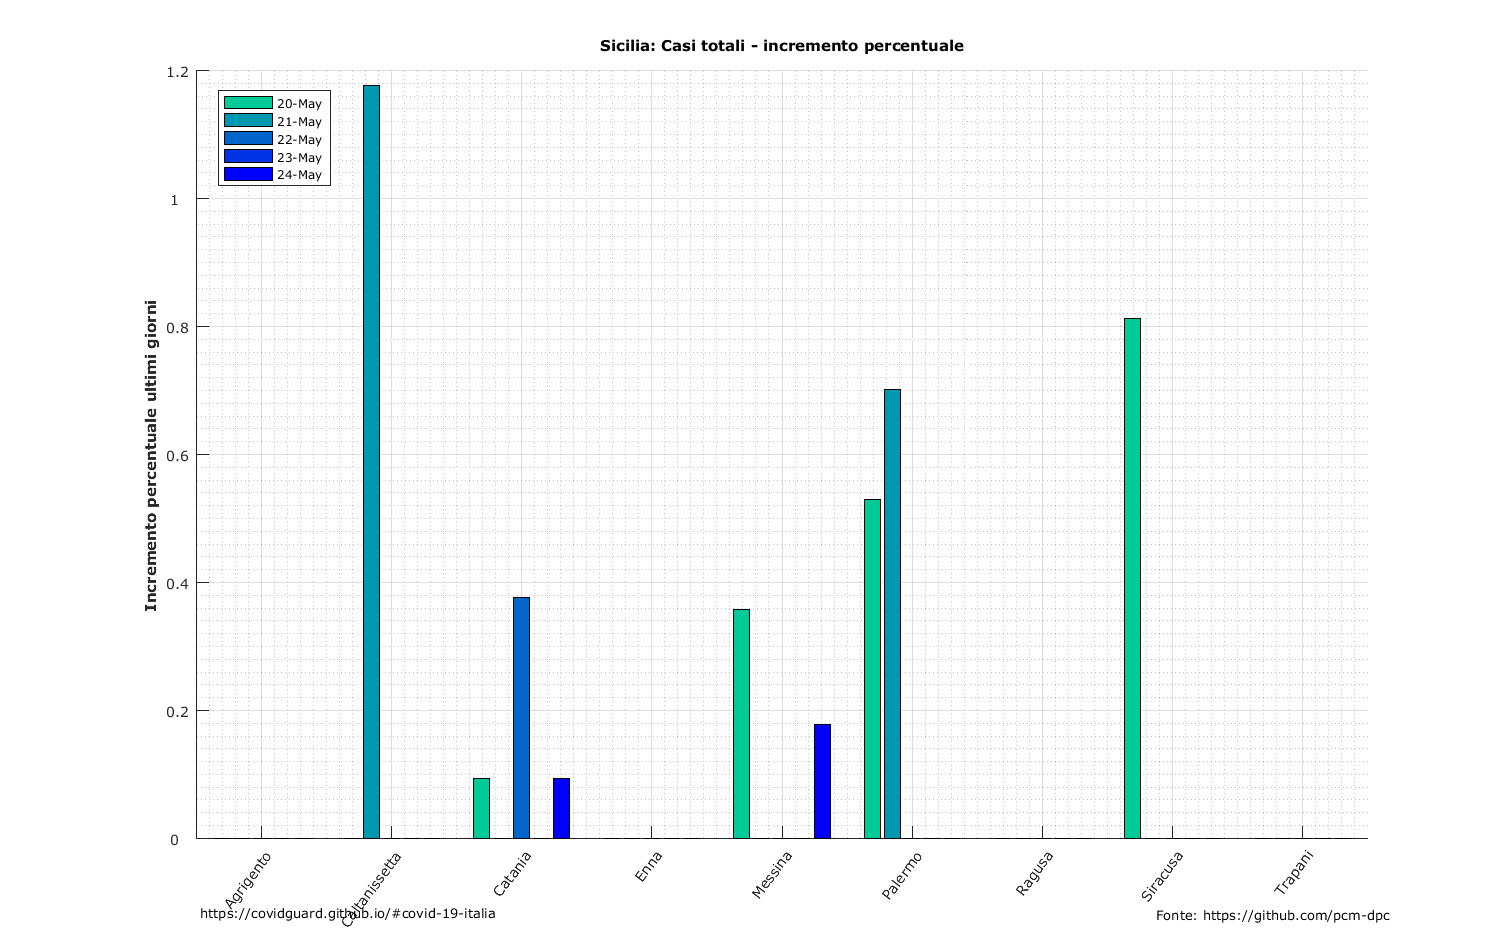 Sicilia: Casi totali - incremento percentuale
1.2
1
0.8
0.6
0.4
0.2
0
Incremento percentuale ultimi giorni
20-May
21-May
22-May
23-May
24-May
Agrigento
Caltanissetta
Catania
Enna
Messina
Palermo
Ragusa
Siracusa
Trapani
https://covidguard.github.io/#covid-19-italia
Fonte: https://github.com/pcm-dpc